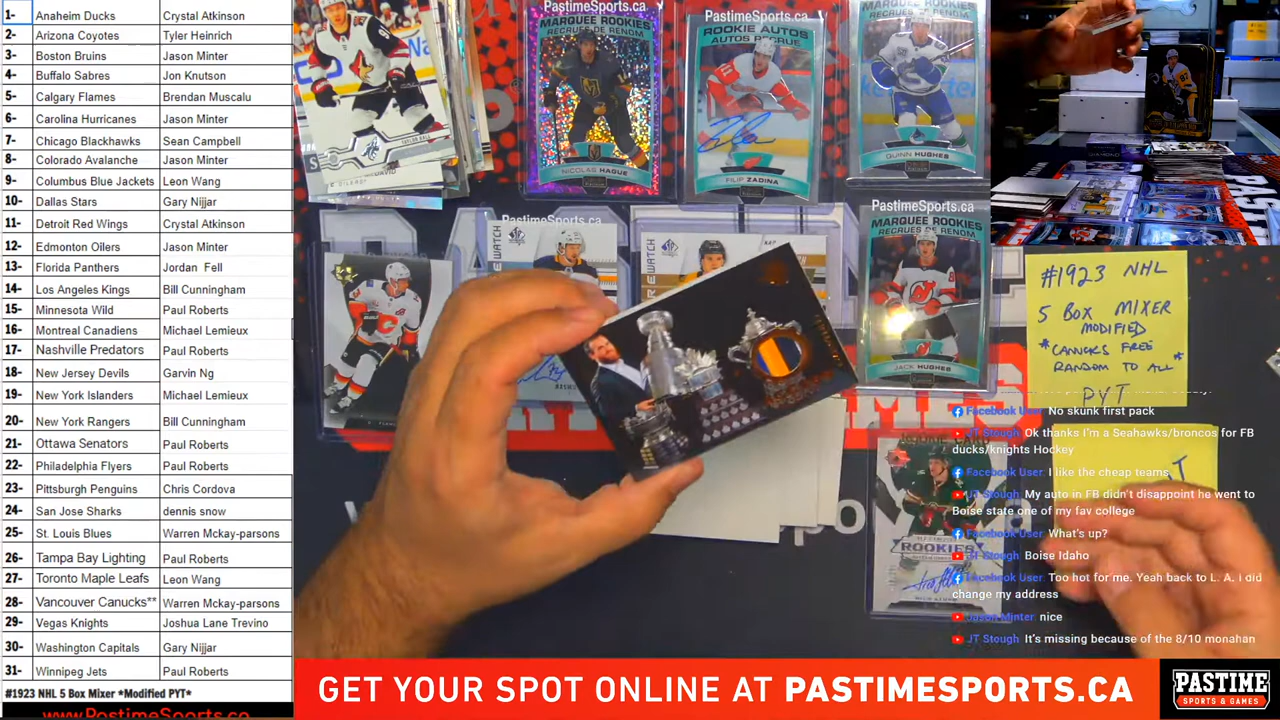 1- Anaheim Ducks Crystal Atkinson
2- Arizona Coyotes Tyler Heinrich
3- Boston Bruins Jason Minter
4- Buffalo Sabres Jon Knutson
5- Calgary Flames Brendan Muscalu
6- Carolina Hurricanes Jason Minter
7- Chicago Blackhawks Sean Campbell
8- Colorado Avalanche Jason Minter
9- Columbus Blue Jackets Leon Wang
10- Dallas Stars Gary Nijjar
11- Detroit Red Wings Crystal Atkinson
12- Edmonton Oilers Jason Minter
13- Florida Panthers Jordan Fell
14- Los Angeles Kings Bill Cunningham
15- Minnesota Wild Paul Roberts
16- Montreal Canadiens Michael Lemieux
17- Nashville Predators Paul Roberts
18- New Jersey Devils Garvin Ng
19- New York Islanders Michael Lemieux
20- New York Rangers Bill Cunningham
21- Ottawa Senators Paul Roberts
22- Philadelphia Flyers Paul Roberts
23- Pittsburgh Penguins Chris Cordova
24- San Jose Sharks dennis snow
25- St. Louis Blues Warren Mckay-parsons
26- Tampa Bay Lighting Paul Roberts
27- Toronto Maple Leafs Leon Wang
28- Vancouver Canucks** Warren Mckay-parsons
29- Vegas Knights Joshua Lane Trevino
30- Washington Capitals Gary Nijjar
31- Winnipeg Jets Paul Roberts
#1923 NHL 5 Box Mixer *Modified PYT*
www.PastimeSports.ca
TAYLOR HALL
PastimeSports.ca
MARQUEE ROOKIES
RECRUES DE RENOM
NICOLAS HAGUE
PastimeSports.ca
ROOKIE AUTOS
AUTOS RECRUE
FILIP ZADINA
MARQUEE ROOKIES
RECRUES DE RENOM
QUINN HUGHES
PastimeSports.ca
PastimeSports.ca
MARQUEE ROOKIES
RECRUES DE RENOM
JACK HUGHES
ROOKIES
#1923 NHL
5 BOX MIXER
MODIFIED
*CANUCKS FREE
RANDOM TO ALL*
PYT
Facebook User: No skunk first pack
JT Stough: Ok thanks I'm a Seahawks/broncos for FB
ducks/knights Hockey
Facebook User: I like the cheap teams
JT Stough: My auto in FB didn't disappoint he went to
Boise state one of my fav college
Facebook User: What's up?
JT Stough: Boise Idaho
Facebook User: Too hot for me. Yeah back to L. A. i did
change my address
Jason Minter: nice
JT Stough: It's missing because of the 8/10 monahan
GET YOUR SPOT ONLINE AT PASTIMESPORTS.CA
PASTIME
SPORTS & GAMES